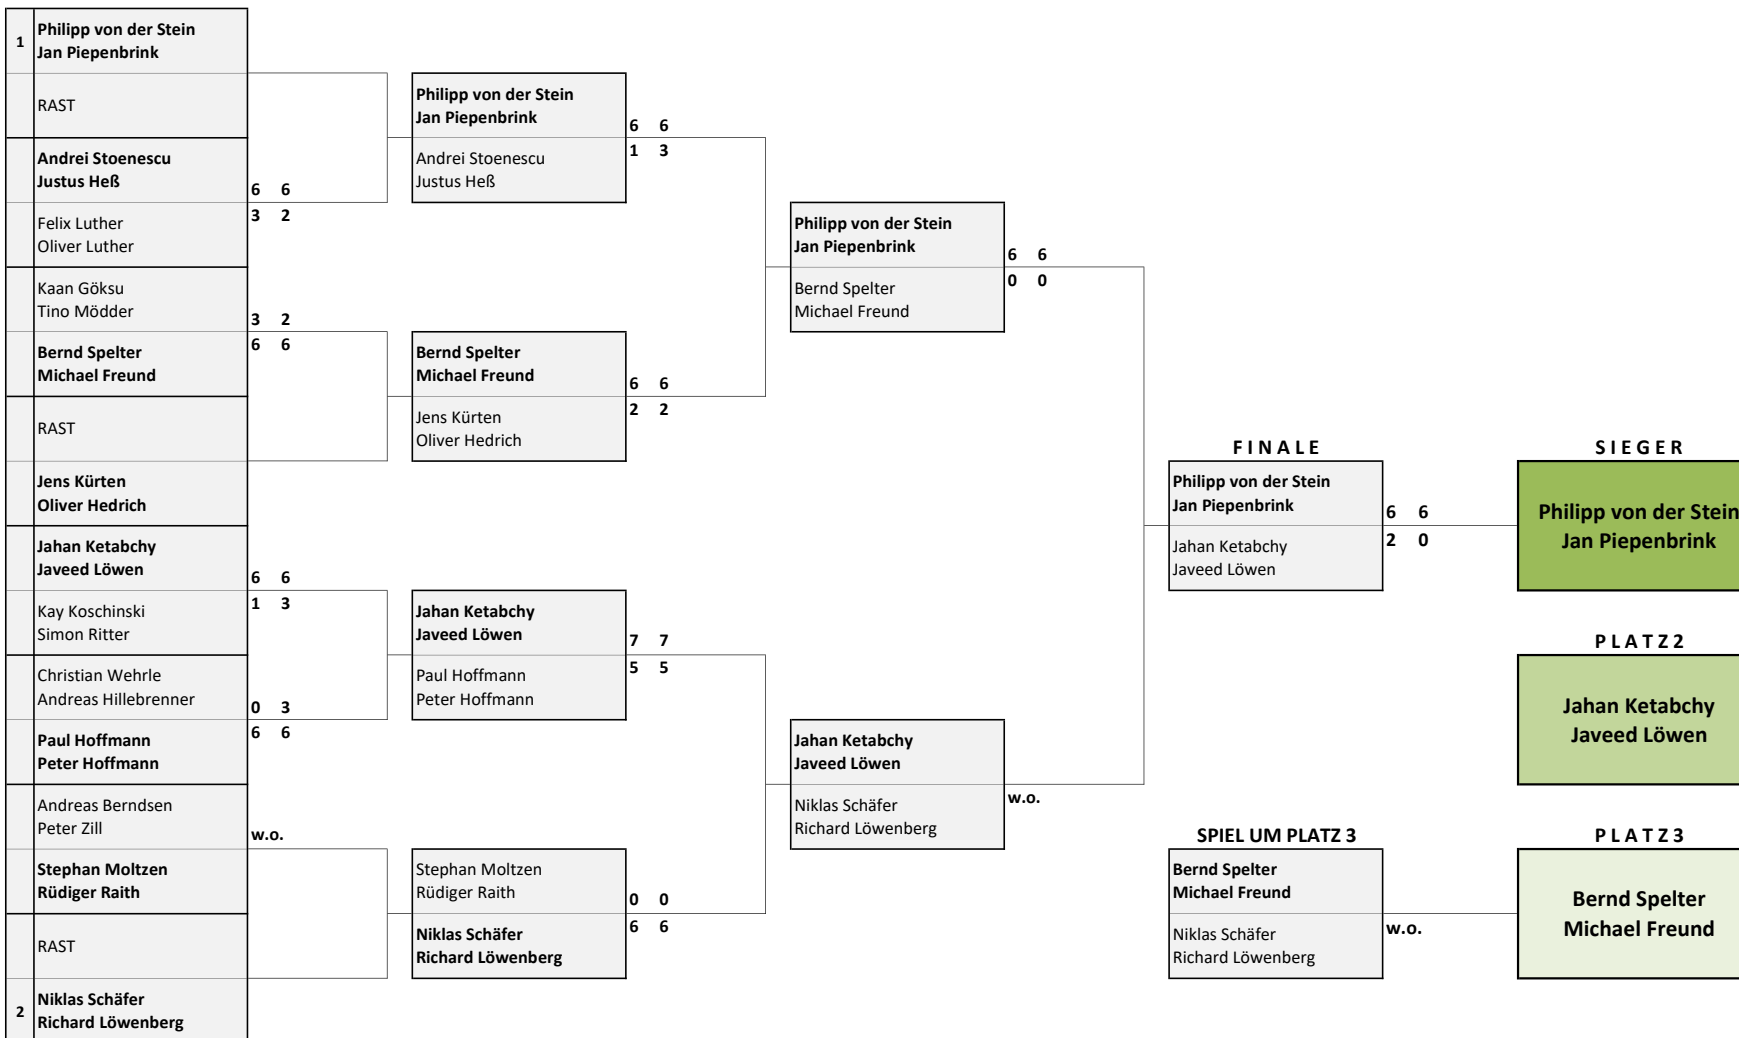 1
Philipp von der Stein
Jan Piepenbrink
RAST
Andrei Stoenescu
Justus Heß
6 6
3 2
Felix Luther
Oliver Luther
Kaan Göksu
Tino Mödder
3 2
6 6
Bernd Spelter
Michael Freund
RAST
Jens Kürten
Oliver Hedrich
Jahan Ketabchy
Javeed Löwen
6 6
1 3
Kay Koschinski
Simon Ritter
Christian Wehrle
Andreas Hillebrenner
0 3
6 6
Paul Hoffmann
Peter Hoffmann
Andreas Berndsen
Peter Zill
w.o.
Stephan Moltzen
Rüdiger Raith
RAST
2
Niklas Schäfer
Richard Löwenberg
Philipp von der Stein
Jan Piepenbrink
6 6
1 3
Andrei Stoenescu
Justus Heß
Bernd Spelter
Michael Freund
6 6
2 2
Jens Kürten
Oliver Hedrich
Jahan Ketabchy
Javeed Löwen
7 7
5 5
Paul Hoffmann
Peter Hoffmann
Stephan Moltzen
Rüdiger Raith
0 0
6 6
Niklas Schäfer
Richard Löwenberg
Philipp von der Stein
Jan Piepenbrink
6 6
0 0
Bernd Spelter
Michael Freund
Jahan Ketabchy
Javeed Löwen
w.o.
Niklas Schäfer
Richard Löwenberg
FINALE
Philipp von der Stein
Jan Piepenbrink
6 6
2 0
Jahan Ketabchy
Javeed Löwen
SPIEL UM PLATZ 3
Bernd Spelter
Michael Freund
w.o.
Niklas Schäfer
Richard Löwenberg
SIEGER
Philipp von der Stein
Jan Piepenbrink
PLATZ 2
Jahan Ketabchy
Javeed Löwen
PLATZ 3
Bernd Spelter
Michael Freund